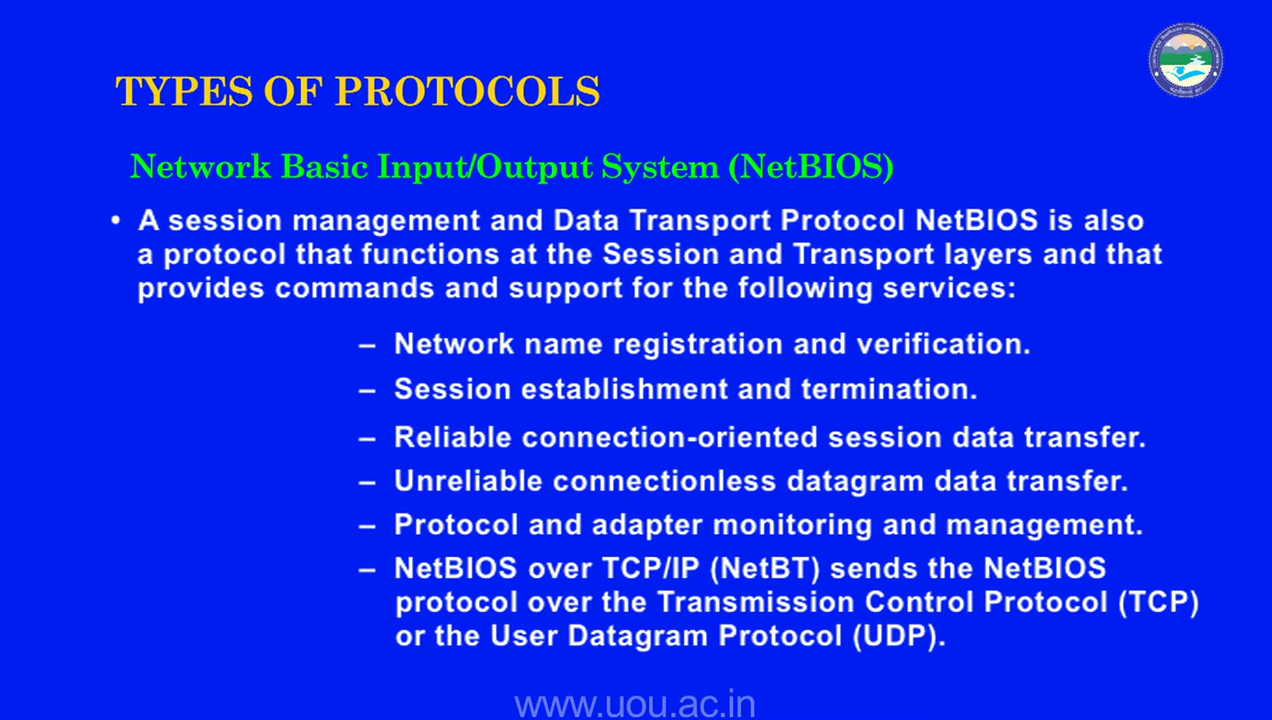 TYPES OF PROTOCOLS
Network Basic Input/Output System (NetBIOS)
• A session management and Data Transport Protocol NetBIOS is also
a protocol that functions at the Session and Transport layers and that
provides commands and support for the following services:
– Network name registration and verification.
– Session establishment and termination.
– Reliable connection-oriented session data transfer.
– Unreliable connectionless datagram data transfer.
– Protocol and adapter monitoring and management.
– NetBIOS over TCP/IP (NetBT) sends the NetBIOS
protocol over the Transmission Control Protocol (TCP)
or the User Datagram Protocol (UDP).
www.uou.ac.in